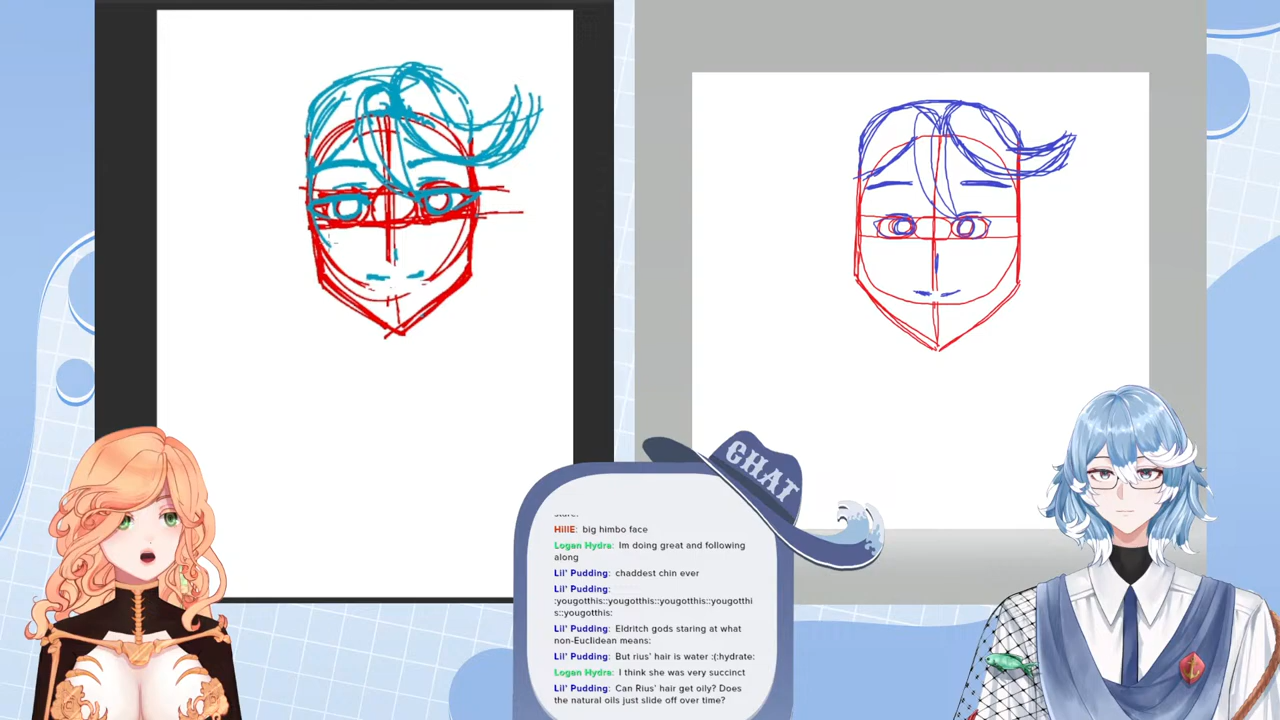 CHAT
stare.
HillE: big himbo face
Logan Hydra: Im doing great and following
along
Lil' Pudding: chaddest chin ever
Lil' Pudding:
:yougotthis::yougotthis::yougotthis::yougotthi
s::yougotthis:
Lil' Pudding: Eldritch gods staring at what
non-Euclidean means:
Lil' Pudding: But rius' hair is water :(:hydrate:
Logan Hydra: I think she was very succinct
Lil' Pudding: Can Rius' hair get oily? Does
the natural oils just slide off over time?